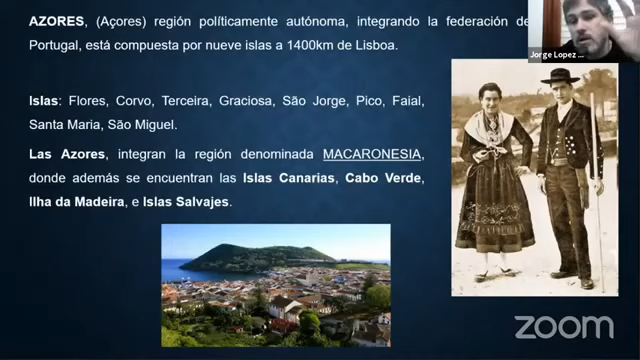 AZORES, (Açores) región políticamente autónoma, integrando la federación de
Portugal, está compuesta por nueve islas a 1400km de Lisboa.
Jorge Lopez ...
Islas: Flores, Corvo, Terceira, Graciosa, São Jorge, Pico, Faial,
Santa Maria, São Miguel.
Las Azores, integran la región denominada MACARONESIA,
donde además se encuentran las Islas Canarias, Cabo Verde,
Ilha da Madeira, e Islas Salvajes.
zoom